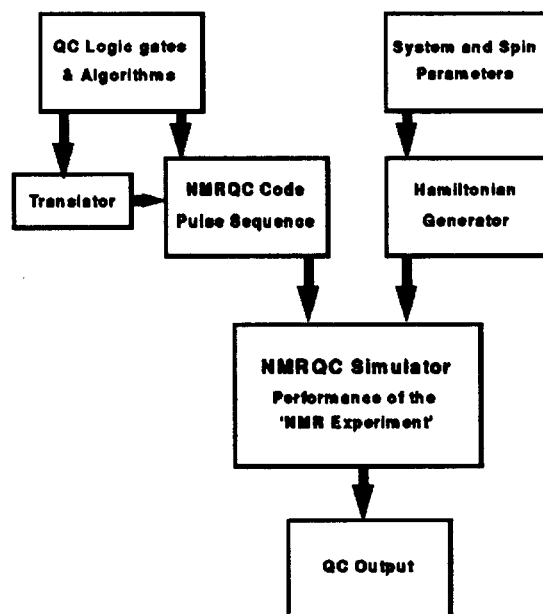 QC Logic gates
& Algorithms
System and Spin
Parameters
Translator
NMRQC Code
Pulse Sequence
Hamiltonian
Generator
NMRQC Simulator
Performance of the
'NMR Experiment'
QC Output